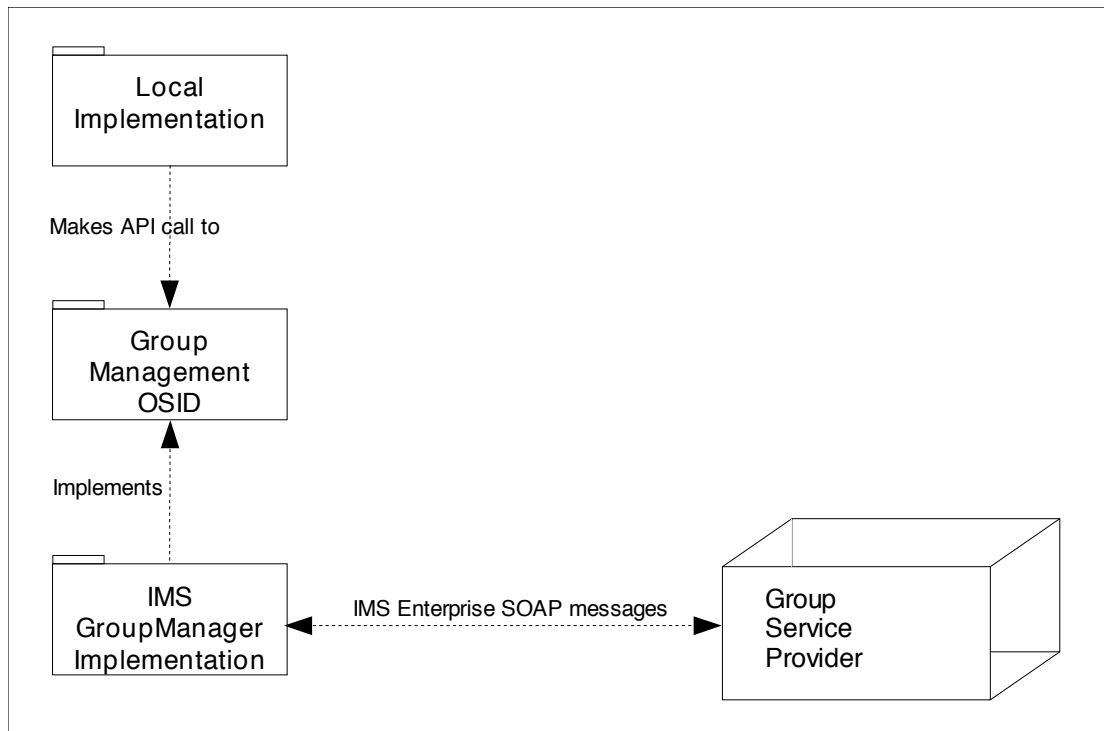 Local
Implementation
Makes API call to
Group
Management
OSID
Implements
IMS
GroupManager
Implementation
IMS Enterprise SOAP messages
Group
Service
Provider